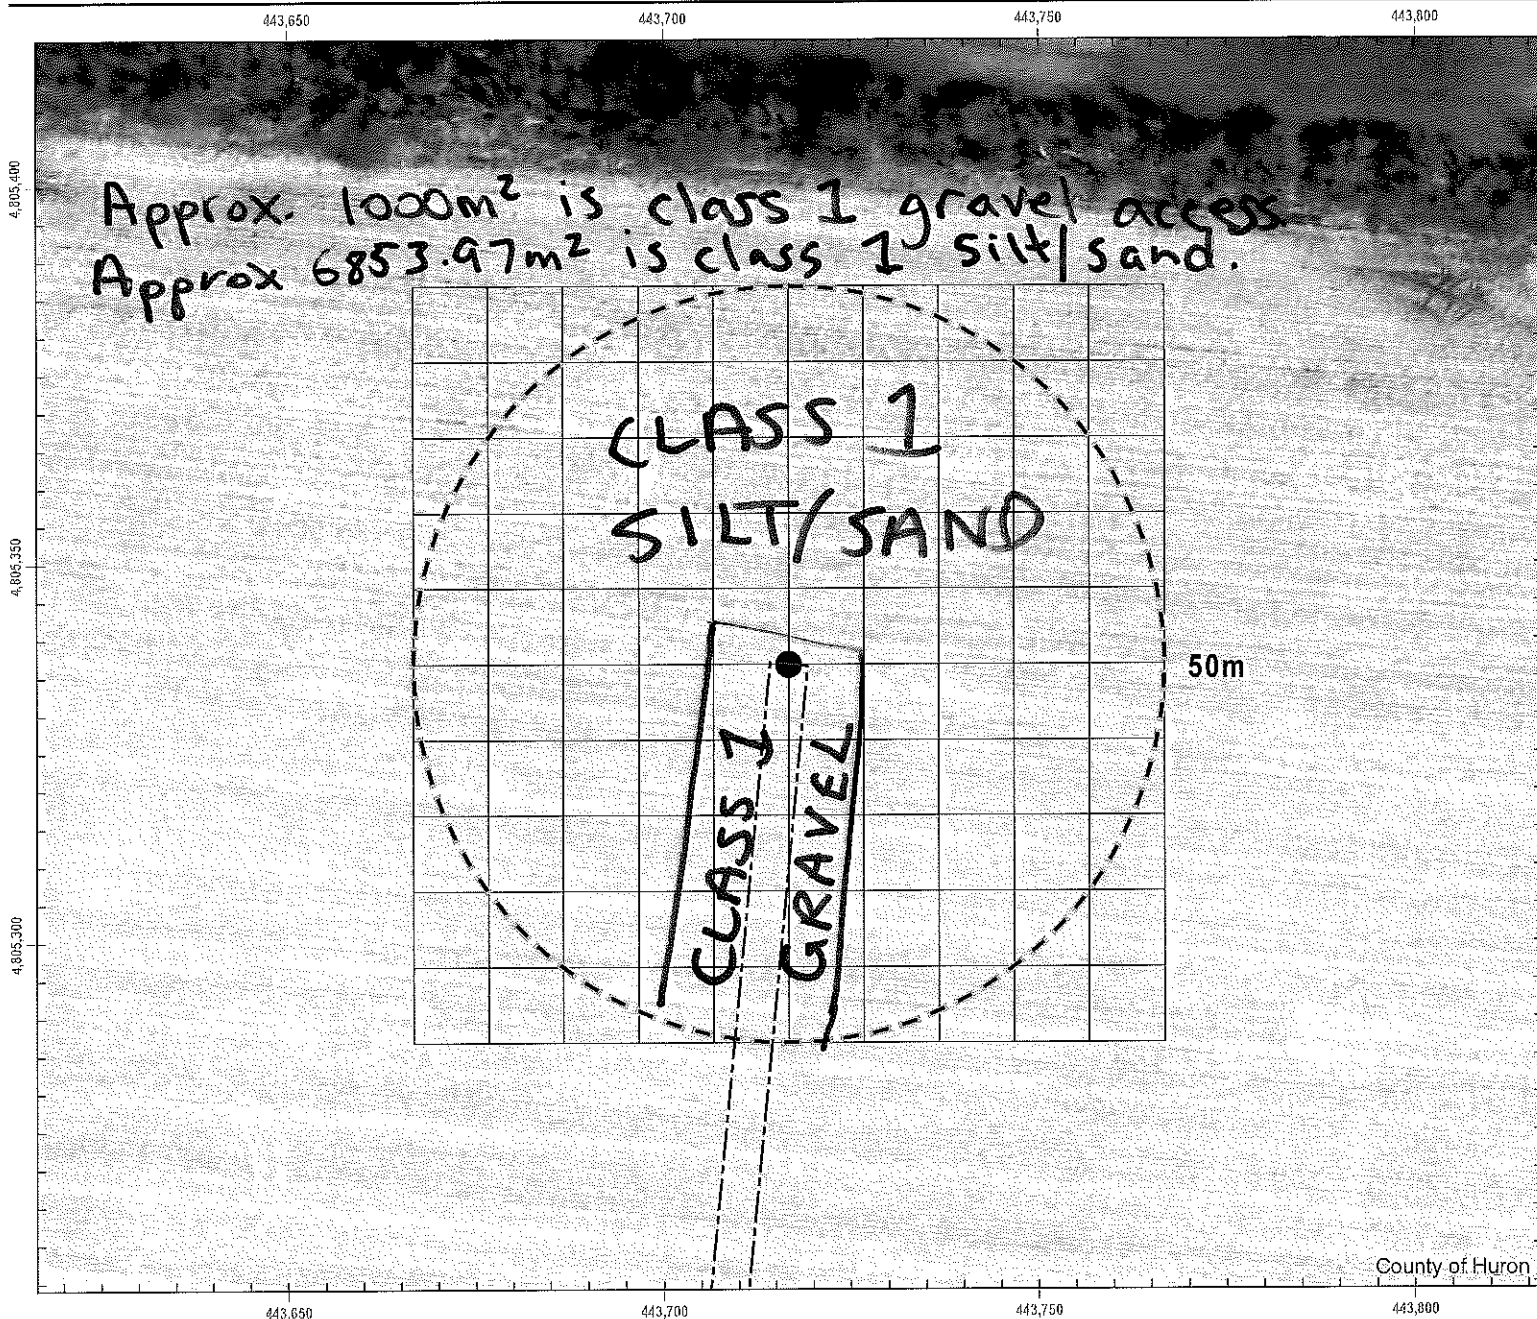 443,650 443,700 443,750 443,800
4,805,400
Approx. 1000m² is class 1 gravel access.
Approx 6853.97m² is class 1 silt/sand.
CLASS 1
SILT/SAND
4,805,350
50m
CLASS 1
GRAVEL
4,805,300
County of Huron
443,650 443,700 443,750 443,800